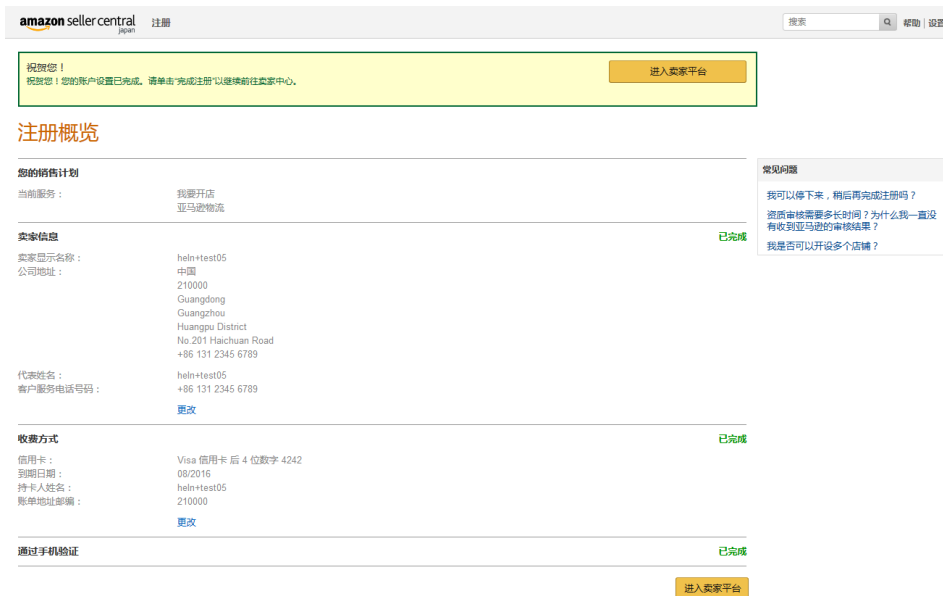 amazon seller central
japan
注册
搜索
帮助 | 设置
祝贺您！
祝贺您！您的账户设置已完成。请单击“完成注册”以继续前往卖家中心。
进入卖家平台
注册概览
您的销售计划
当前服务：
我要开店
亚马逊物流
卖家信息
已完成
卖家显示名称：
heln+test05
公司地址：
中国
210000
Guangdong
Guangzhou
Huangpu District
No.201 Haichuan Road
+86 131 2345 6789
代表姓名：
heln+test05
客户服务电话号码：
+86 131 2345 6789
更改
收费方式
已完成
信用卡：
Visa 信用卡 后 4 位数字 4242
到期日期：
08/2016
持卡人姓名：
heln+test05
账单地址邮编：
210000
更改
通过手机验证
已完成
进入卖家平台
常见问题
我可以停下来，稍后再完成注册吗？
资质审核需要多长时间？为什么我一直没
有收到亚马逊的审核结果？
我是否可以开设多个店铺？